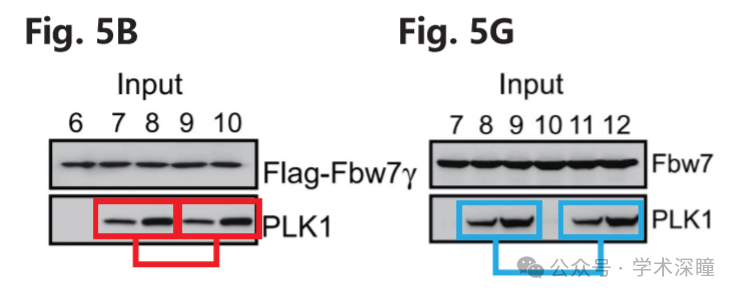 Fig. 5B
Input
6 7 8 9 10
Flag-Fbw7γ
PLK1
Fig. 5G
Input
7 8 9 10 11 12
Fbw7
PLK1
公众号 · 学术深瞳